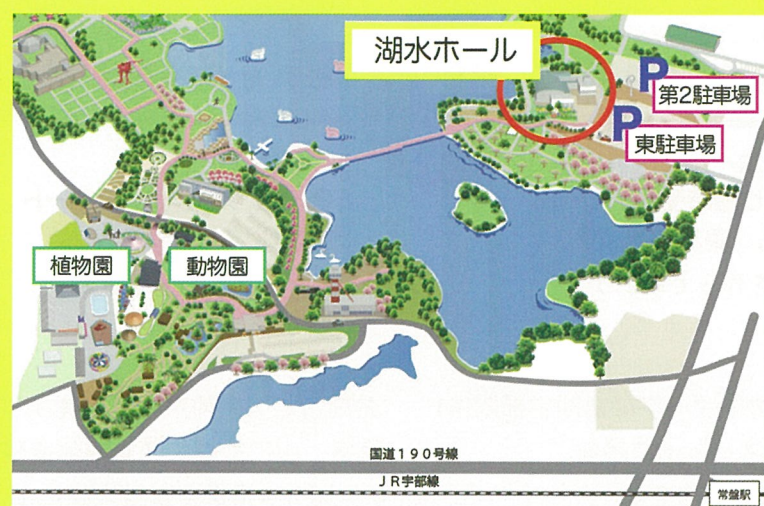 湖水ホール
P
第2駐車場
P
東駐車場
植物園
動物園
国道190号線
JR宇部線
常盤駅